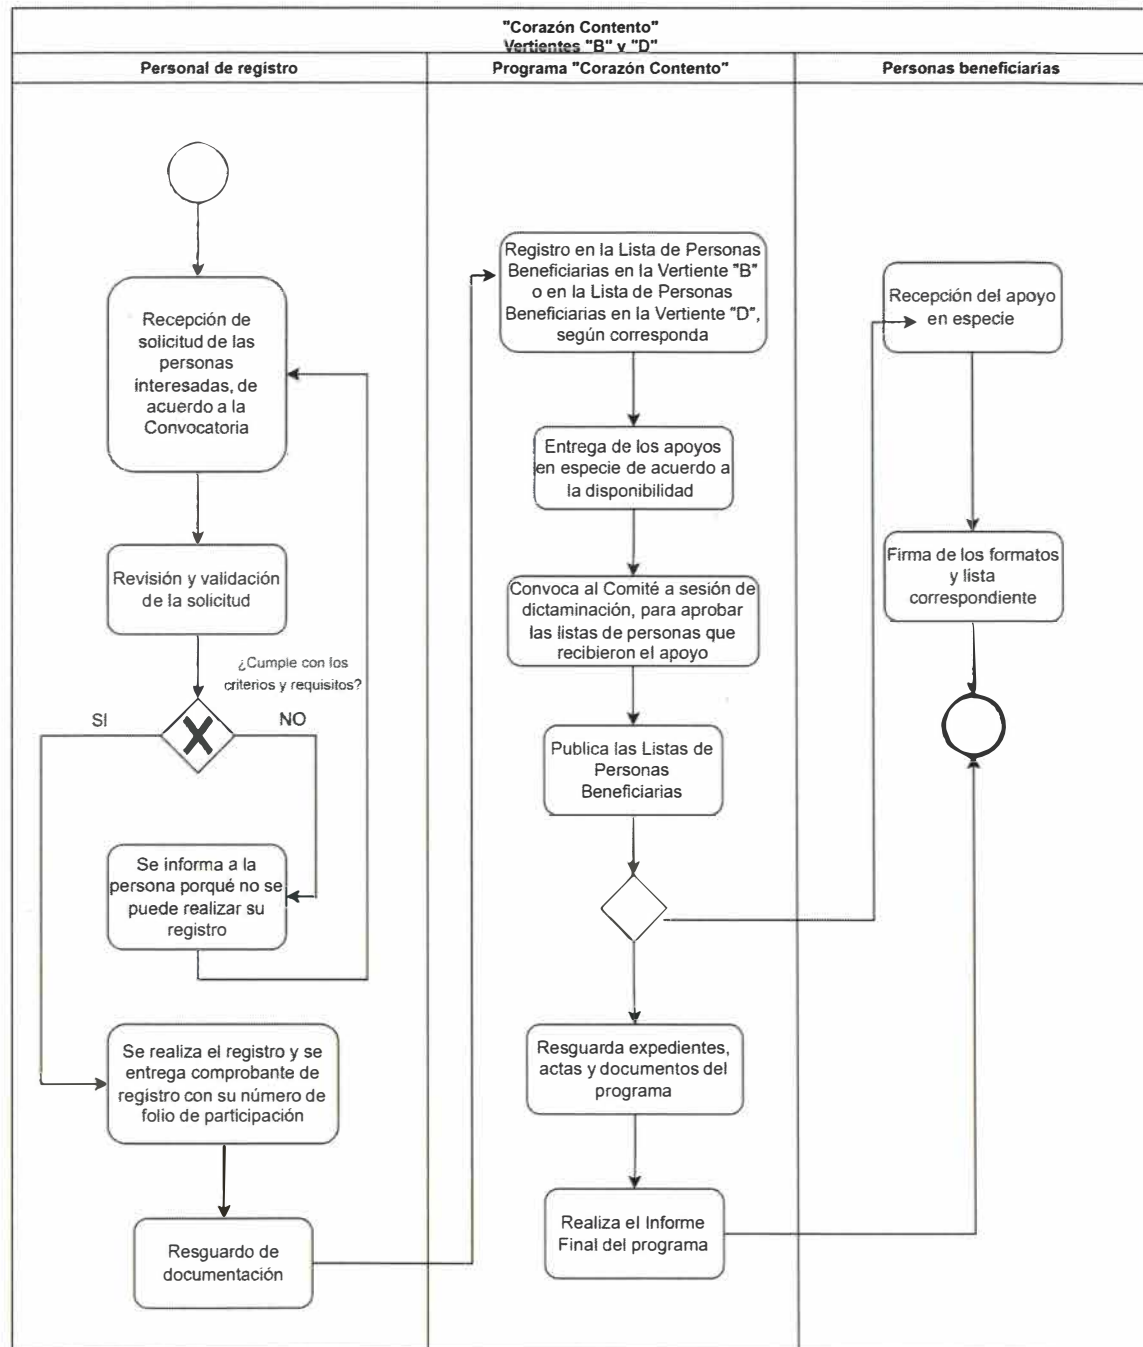 "Corazón Contento"
Vertientes "B" y "D"
Personal de registro
Programa "Corazón Contento"
Personas beneficiarias
Recepción de
solicitud de las
personas
interesadas, de
acuerdo a la
Convocatoria
Revisión y validación
de la solicitud
¿Cumple con los
criterios y requisitos?
SI
NO
Se informa a la
persona porqué no se
puede realizar su
registro
Se realiza el registro y se
entrega comprobante de
registro con su número de
folio de participación
Resguardo de
documentación
Registro en la Lista de Personas
Beneficiarias en la Vertiente "B"
o en la Lista de Personas
Beneficiarias en la Vertiente "D",
según corresponda
Entrega de los apoyos
en especie de acuerdo a
la disponibilidad
Convoca al Comité a sesión de
dictaminación, para aprobar
las listas de personas que
recibieron el apoyo
Publica las Listas de
Personas
Beneficiarias
Resguarda expedientes,
actas y documentos del
programa
Realiza el Informe
Final del programa
Recepción del apoyo
en especie
Firma de los formatos
y lista
correspondiente